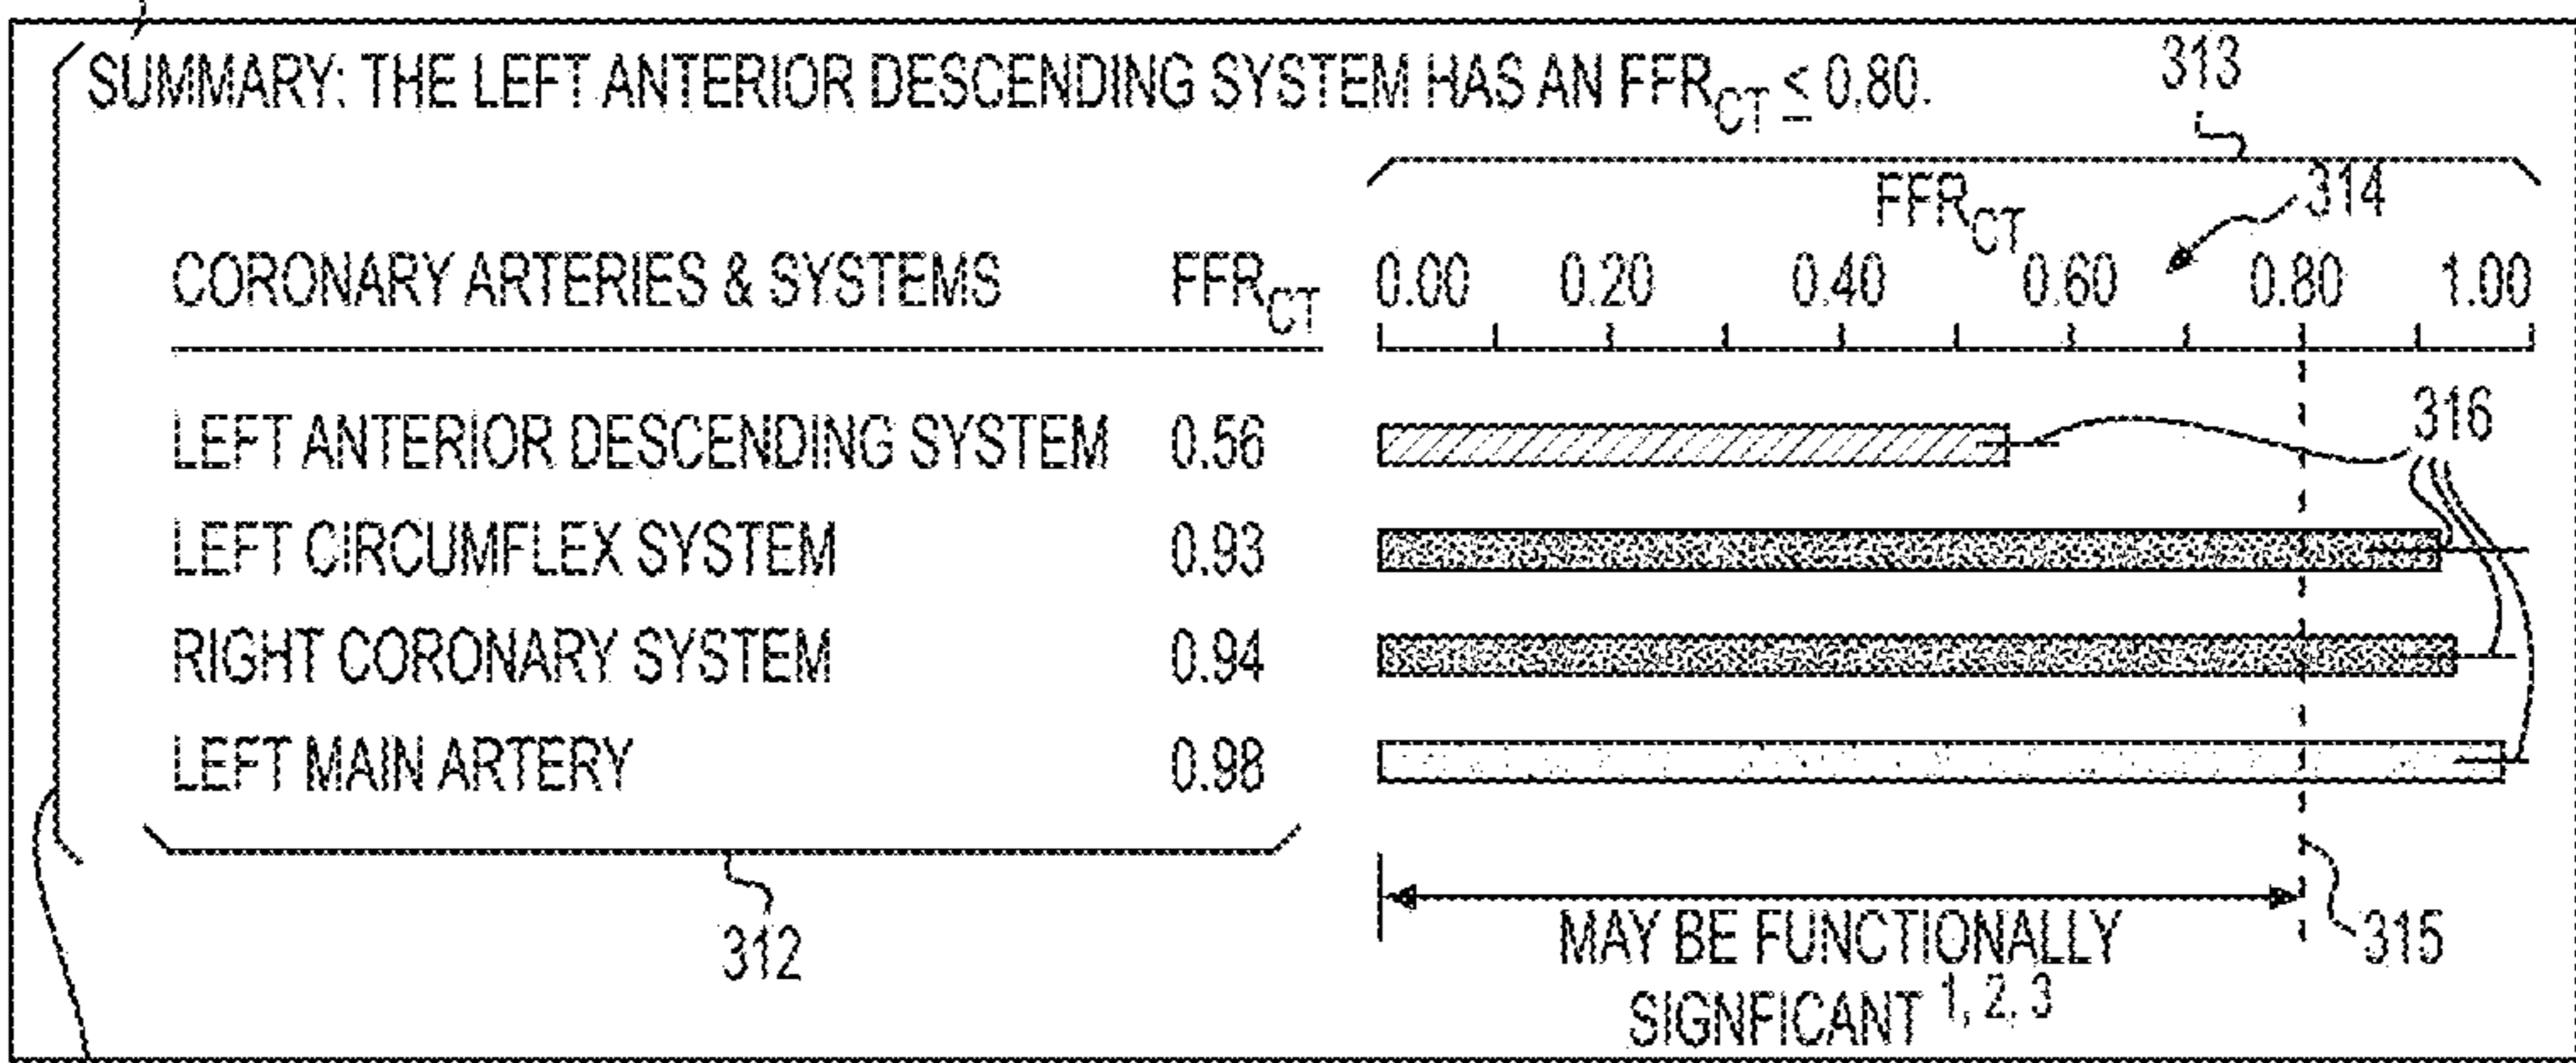 SUMMARY: THE LEFT ANTERIOR DESCENDING SYSTEM HAS AN FFRCT ≤ 0.80.
313
FFRCT
314
CORONARY ARTERIES & SYSTEMS FFRCT 0.00 0.20 0.40 0.60 0.80 1.00
LEFT ANTERIOR DESCENDING SYSTEM 0.56
316
LEFT CIRCUMFLEX SYSTEM 0.93
RIGHT CORONARY SYSTEM 0.94
LEFT MAIN ARTERY 0.98
312
MAY BE FUNCTIONALLY
SIGNFICANT 1, 2, 3
315